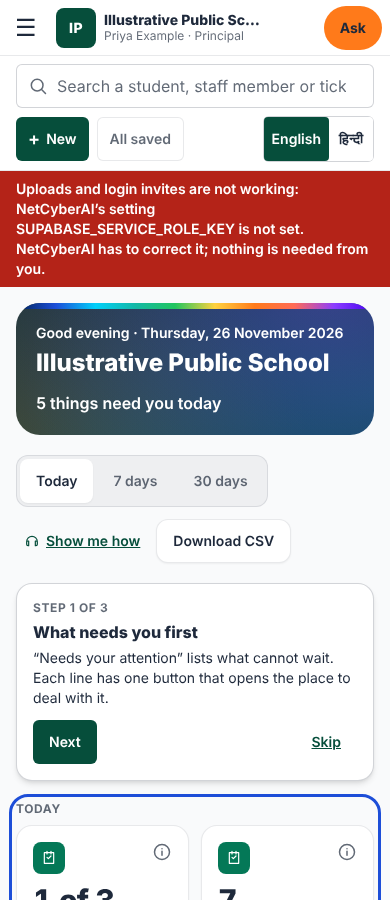 ☰
IP
Illustrative Public Sc...
Priya Example · Principal
Ask
Search a student, staff member or tick
+ New
All saved
English
हिन्दी
Uploads and login invites are not working:
NetCyberAI's setting
SUPABASE_SERVICE_ROLE_KEY is not set.
NetCyberAI has to correct it; nothing is needed from
you.
Good evening · Thursday, 26 November 2026
Illustrative Public School
5 things need you today
Today
7 days
30 days
Show me how
Download CSV
STEP 1 OF 3
What needs you first
“Needs your attention” lists what cannot wait.
Each line has one button that opens the place to
deal with it.
Next
Skip
TODAY
1 of 3
7